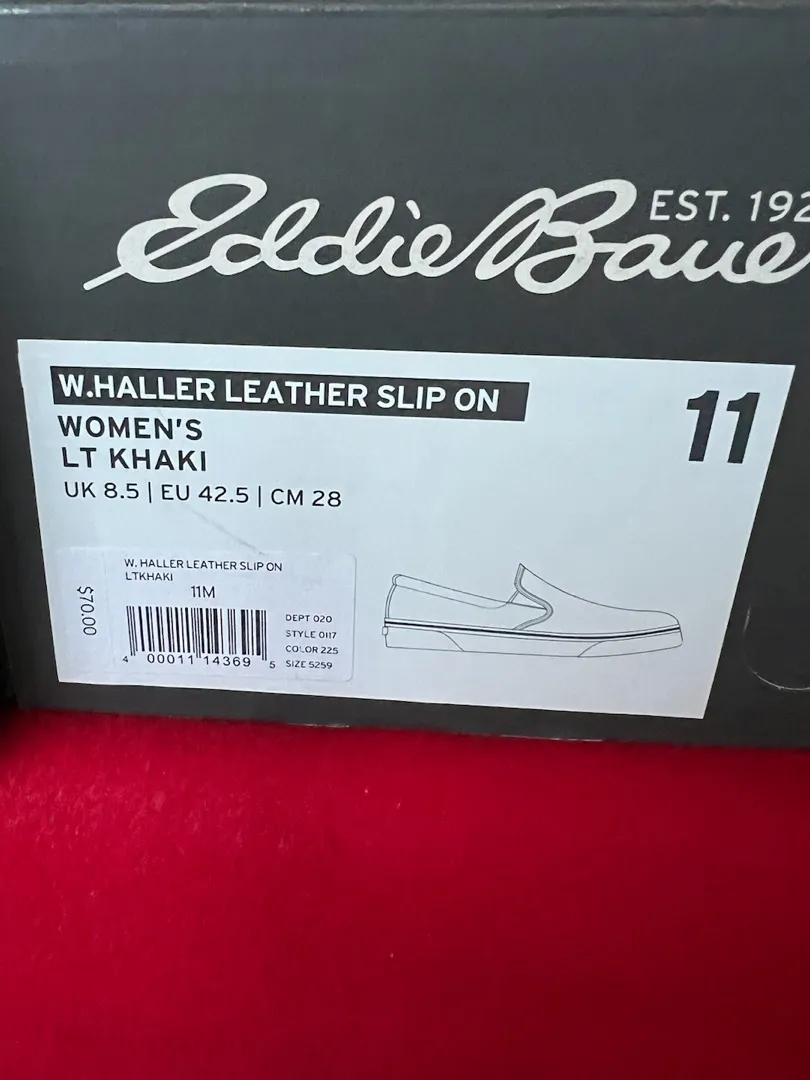 EST. 192
Eddie Baue
W.HALLER LEATHER SLIP ON
11
WOMEN'S
LT KHAKI
UK 8.5 | EU 42.5 | CM 28
W. HALLER LEATHER SLIP ON
LTKHAKI
11M
$70.00
DEPT 020
STYLE 0117
COLOR 225
SIZE 5259
4 00011 14369 5